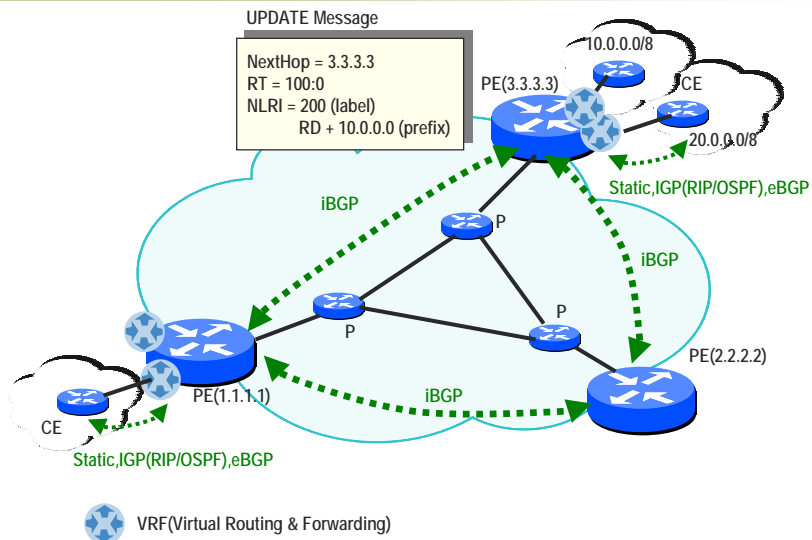 UPDATE Message
NextHop = 3.3.3.3
RT = 100:0
NLRI = 200 (label)
RD + 10.0.0.0 (prefix)
10.0.0.0/8
PE(3.3.3.3)
CE
20.0.0.0/8
Static,IGP(RIP/OSPF),eBGP
iBGP
P
iBGP
P
P
PE(2.2.2.2)
PE(1.1.1.1)
iBGP
CE
Static,IGP(RIP/OSPF),eBGP
VRF(Virtual Routing & Forwarding)